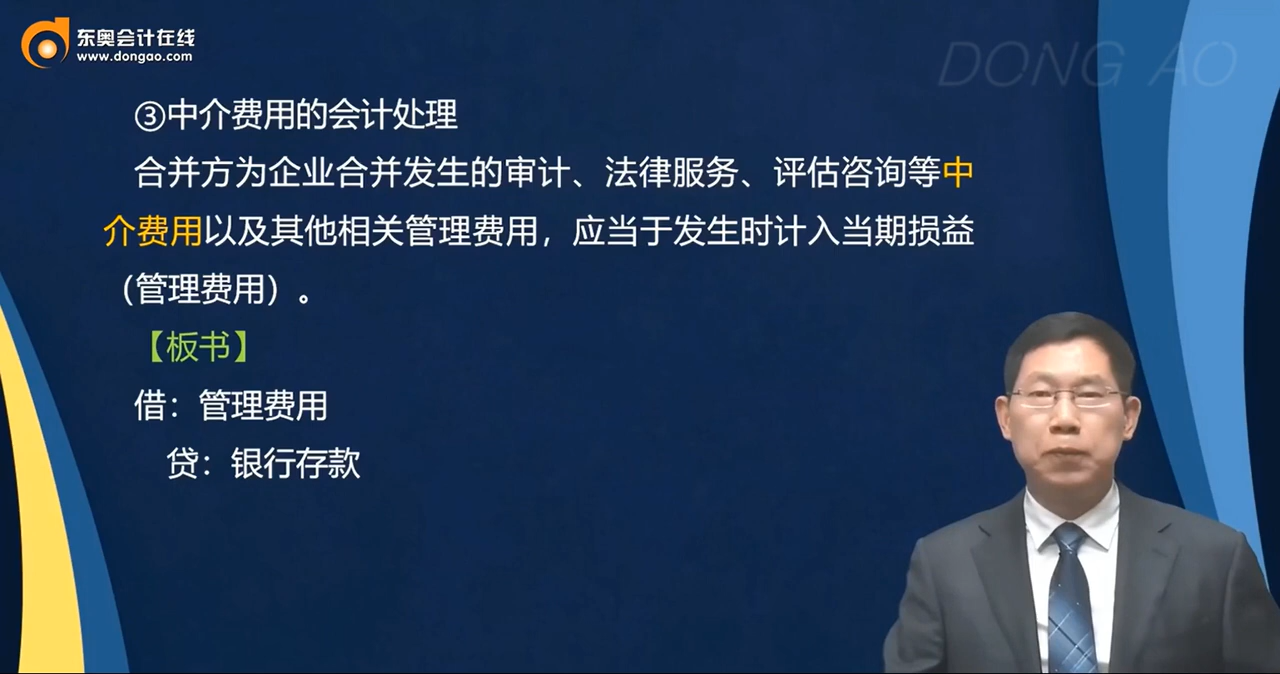 东奥会计在线
www.dongao.com
DONG AO
③中介费用的会计处理
合并方为企业合并发生的审计、法律服务、评估咨询等中
介费用以及其他相关管理费用，应当于发生时计入当期损益
（管理费用）。
【板书】
借：管理费用
贷：银行存款